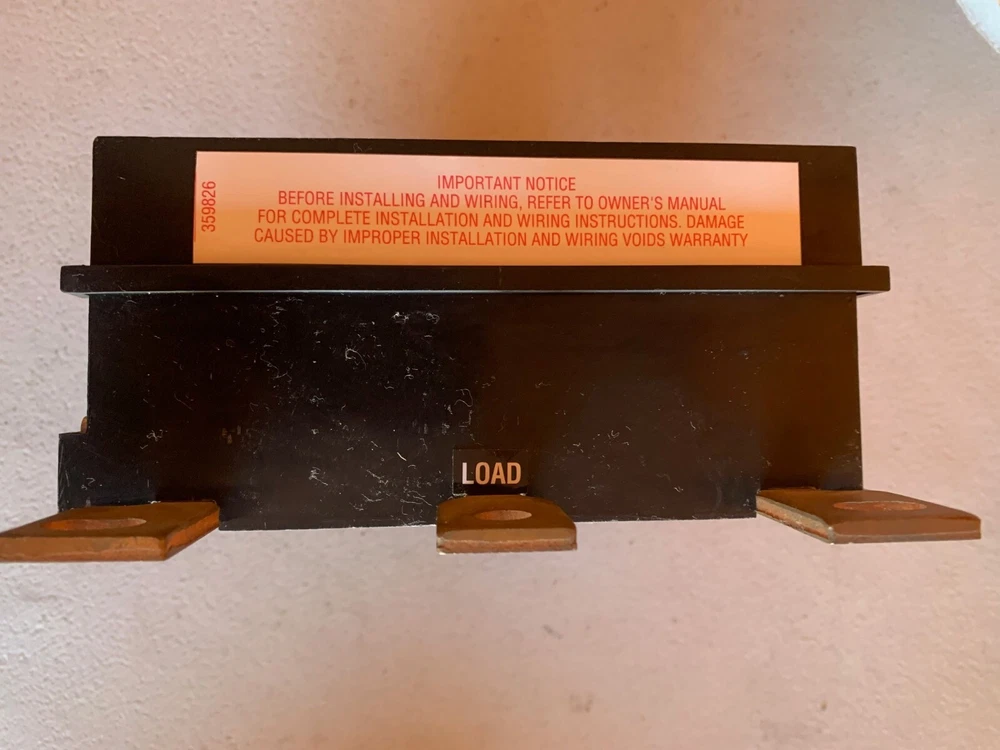 359826
IMPORTANT NOTICE
BEFORE INSTALLING AND WIRING, REFER TO OWNER'S MANUAL
FOR COMPLETE INSTALLATION AND WIRING INSTRUCTIONS. DAMAGE
CAUSED BY IMPROPER INSTALLATION AND WIRING VOIDS WARRANTY
LOAD